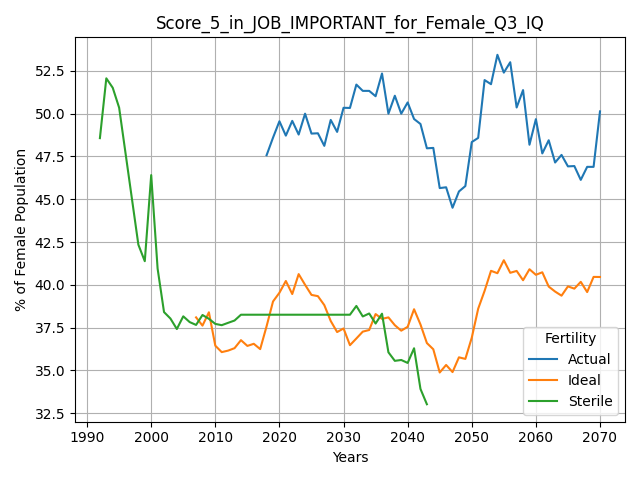 Score_5_in_JOB_IMPORTANT_for_Female_Q3_IQ
% of Female Population
52.5
50.0
47.5
45.0
42.5
40.0
37.5
35.0
32.5
1990
2000
2010
2020
2030
2040
2050
2060
2070
Years
Fertility
Actual
Ideal
Sterile